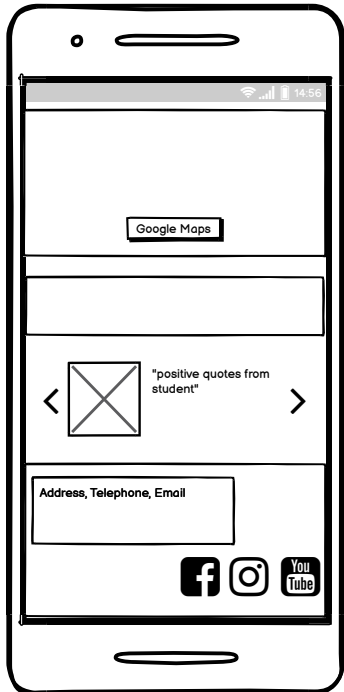 14:56
Google Maps
"positive quotes from
student"
Address, Telephone, Email
You
Tube